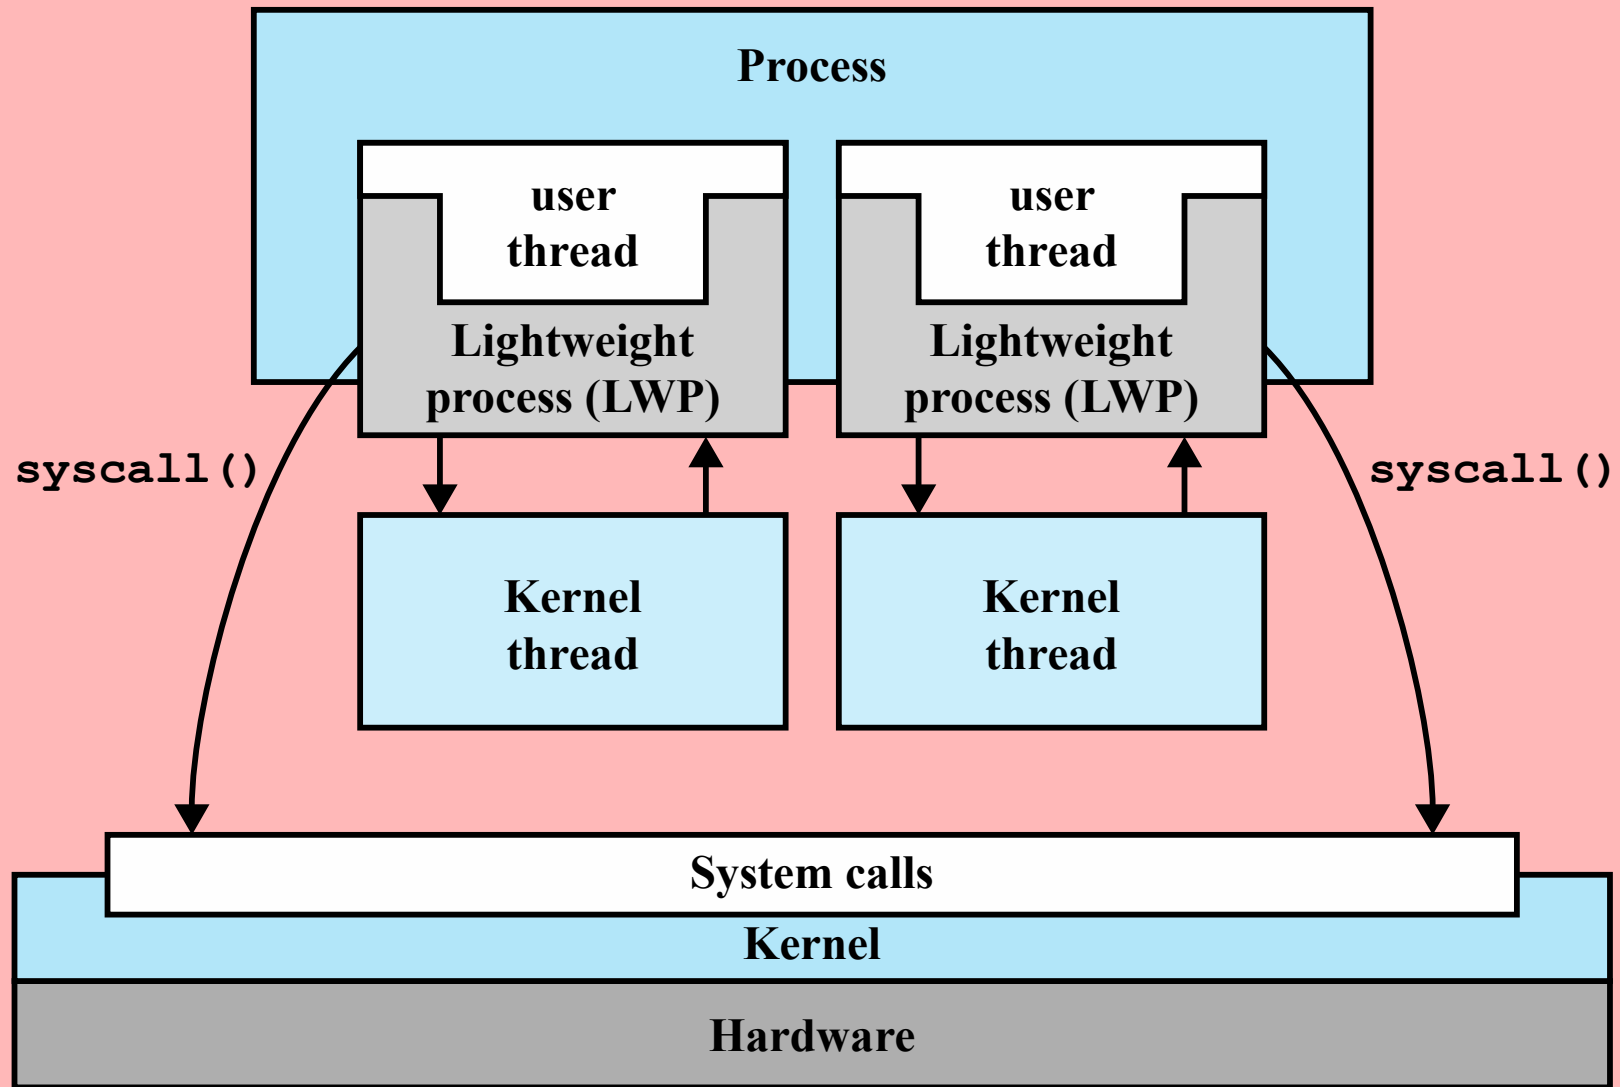 Process
user
thread
user
thread
Lightweight
process (LWP)
Lightweight
process (LWP)
syscall()
syscall()
Kernel
thread
Kernel
thread
System calls
Kernel
Hardware